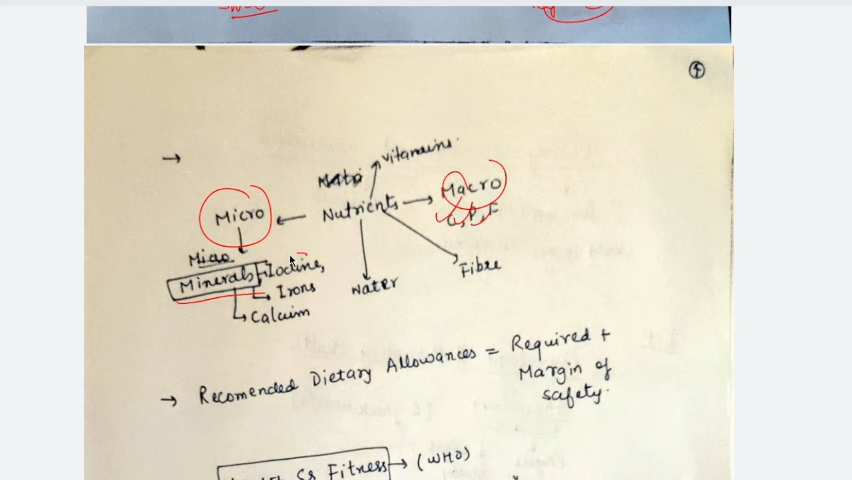 ④
→ vitamins.
Micro ← Nutrients → Macro
C, P, F
Micro
Minerals → Iodine,
→ Irons
→ Calcium
Water
Fibre
→ Recomended Dietary Allowances = Required +
Margin of
safety.
& Fitness → (WHO)